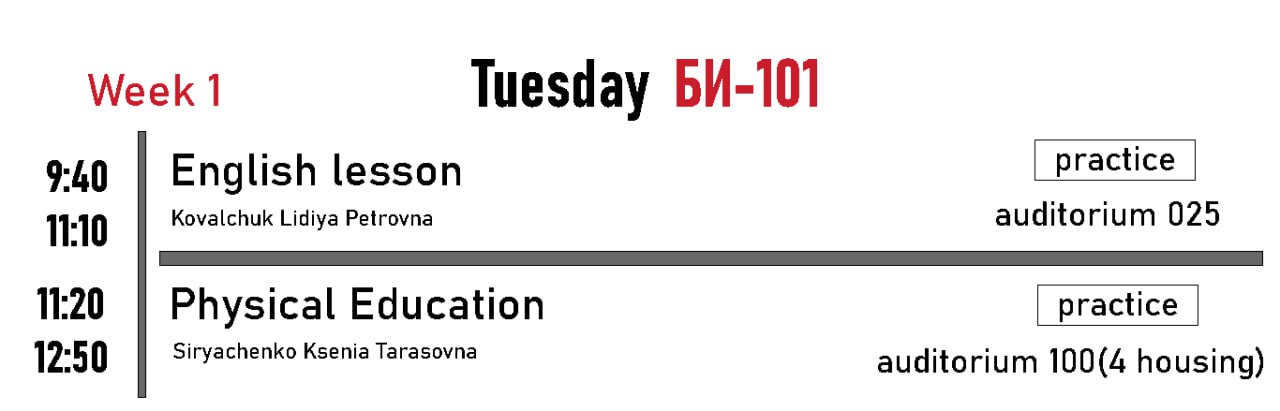 Week 1
Tuesday БИ-101
9:40
11:10
English lesson
Kovalchuk Lidiya Petrovna
practice
auditorium 025
11:20
12:50
Physical Education
Siryachenko Ksenia Tarasovna
practice
auditorium 100(4 housing)